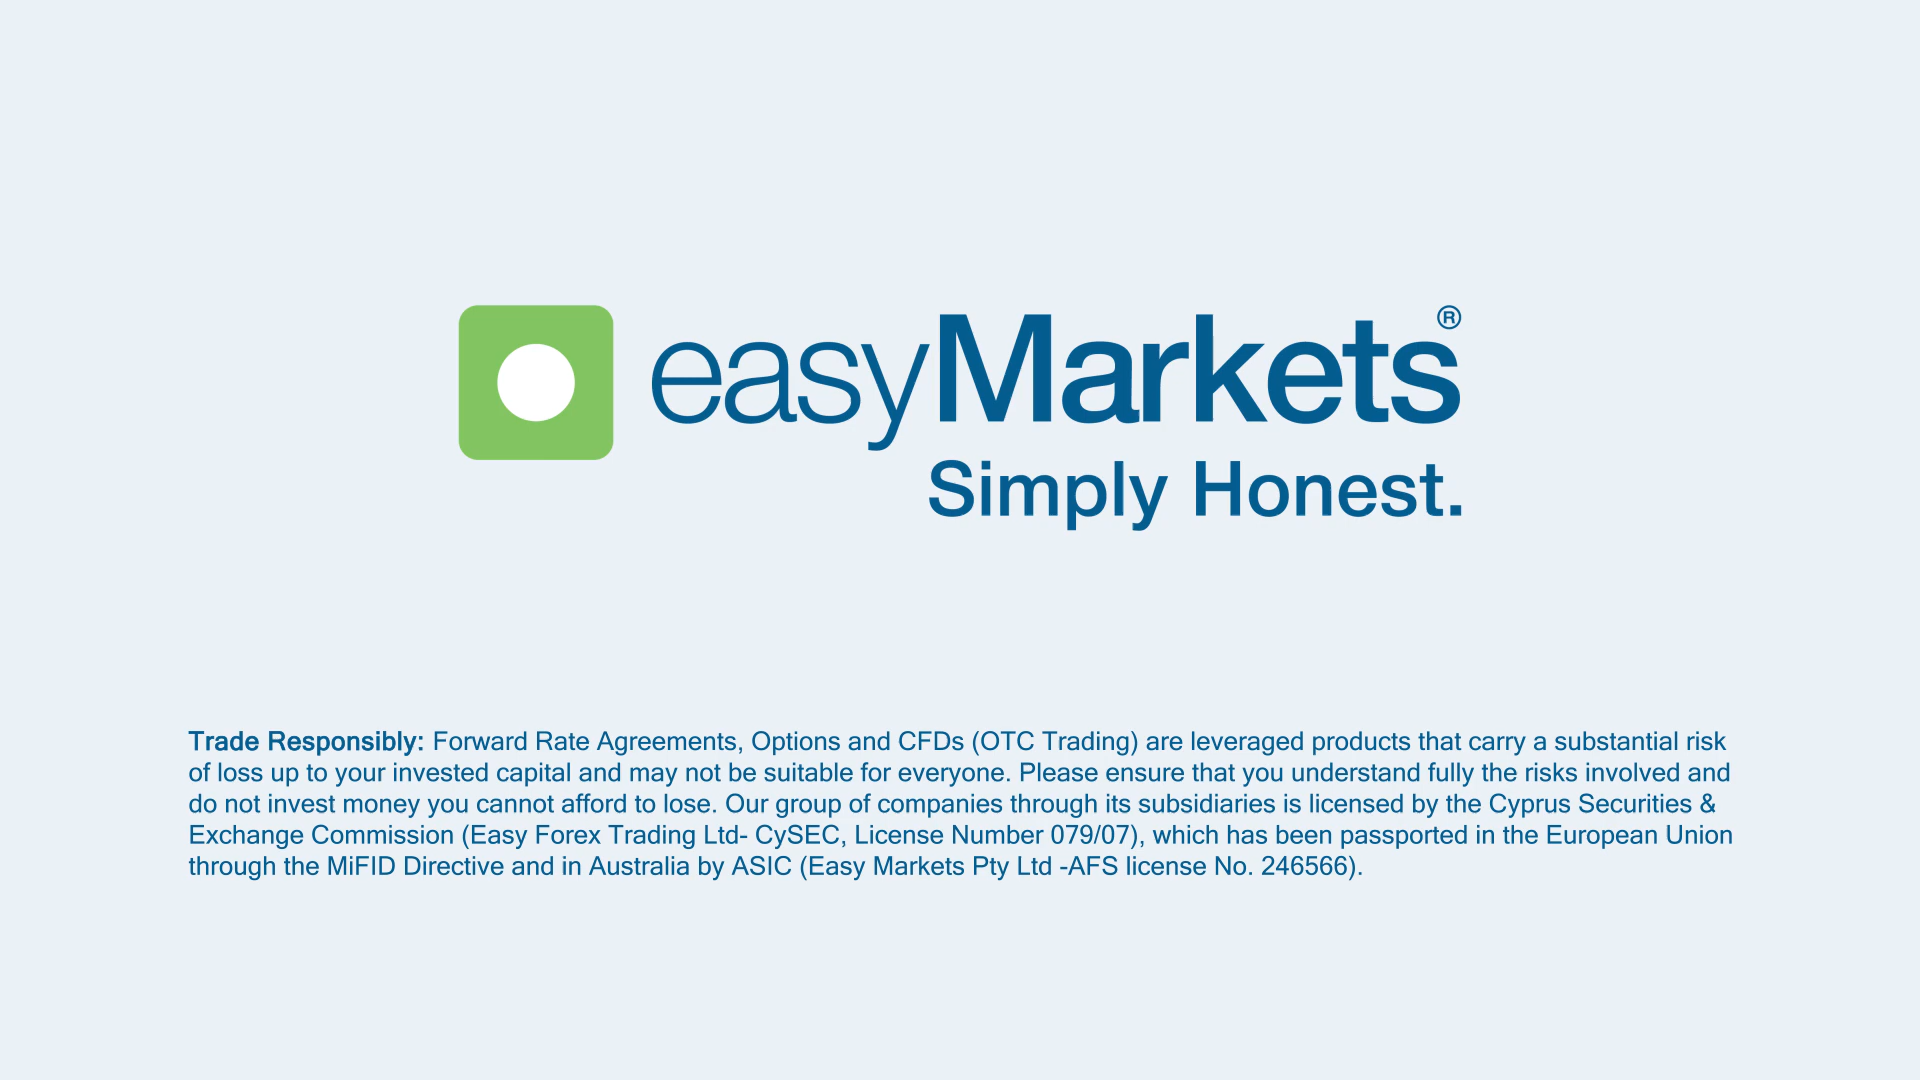 easyMarkets®
Simply Honest.
Trade Responsibly: Forward Rate Agreements, Options and CFDs (OTC Trading) are leveraged products that carry a substantial risk
of loss up to your invested capital and may not be suitable for everyone. Please ensure that you understand fully the risks involved and
do not invest money you cannot afford to lose. Our group of companies through its subsidiaries is licensed by the Cyprus Securities &
Exchange Commission (Easy Forex Trading Ltd- CySEC, License Number 079/07), which has been passported in the European Union
through the MiFID Directive and in Australia by ASIC (Easy Markets Pty Ltd -AFS license No. 246566).